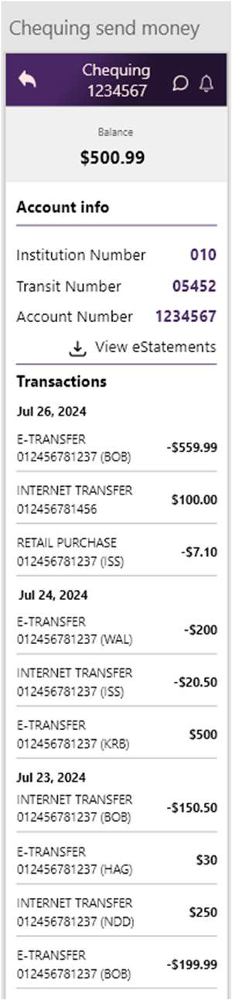 Chequing send money
Chequing
1234567
Balance
$500.99
Account info
Institution Number 010
Transit Number 05452
Account Number 1234567
View eStatements
Transactions
Jul 26, 2024
E-TRANSFER
012456781237 (BOB) -$559.99
INTERNET TRANSFER
012456781456 $100.00
RETAIL PURCHASE
012456781237 (ISS) -$7.10
Jul 24, 2024
E-TRANSFER
012456781237 (WAL) -$200
INTERNET TRANSFER
012456781237 (ISS) -$20.50
E-TRANSFER
012456781237 (KRB) $500
Jul 23, 2024
INTERNET TRANSFER
012456781237 (BOB) -$150.50
E-TRANSFER
012456781237 (HAG) $30
INTERNET TRANSFER
012456781237 (NDD) $250
E-TRANSFER
012456781237 (BOB) -$199.99